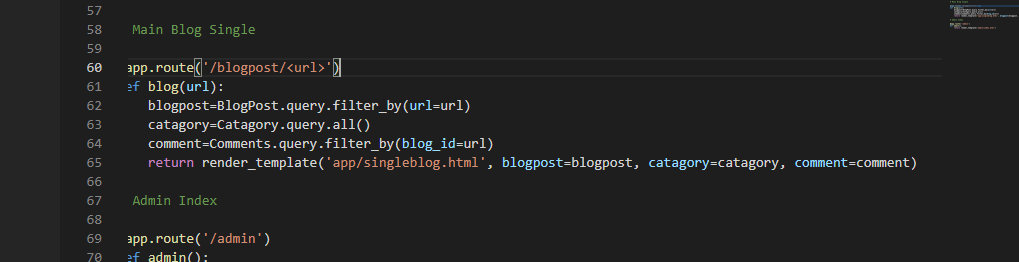 57
58 Main Blog Single
59
60 app.route('/blogpost/<url>')
61 ef blog(url):
62 blogpost=BlogPost.query.filter_by(url=url)
63 catagory=Catagory.query.all()
64 comment=Comments.query.filter_by(blog_id=url)
65 return render_template('app/singleblog.html', blogpost=blogpost, catagory=catagory, comment=comment)
66
67 Admin Index
68
69 app.route('/admin')
70 ef admin():